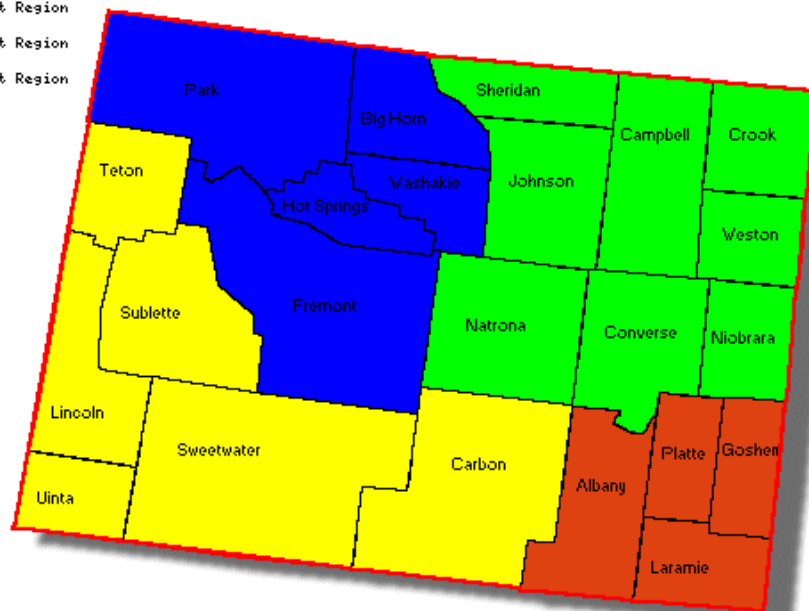 t Region
t Region
t Region
Park
Big Horn
Sheridan
Campbell
Crook
Teton
Washakie
Johnson
Hot Springs
Weston
Sublette
Fremont
Natrona
Converse
Niobrara
Lincoln
Sweetwater
Carbon
Albany
Platte
Goshen
Uinta
Laramie